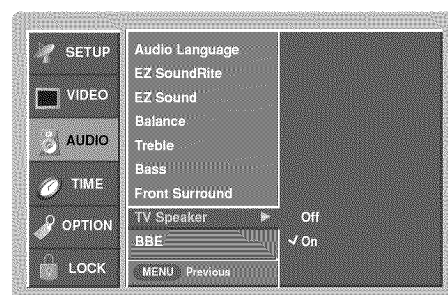 SETUP
VIDEO
AUDIO
TIME
OPTION
LOCK
Audio Language
EZ SoundRite
EZ Sound
Balance
Treble
Bass
Front Surround
TV Speaker
BBE
MENU Previous
Off
On